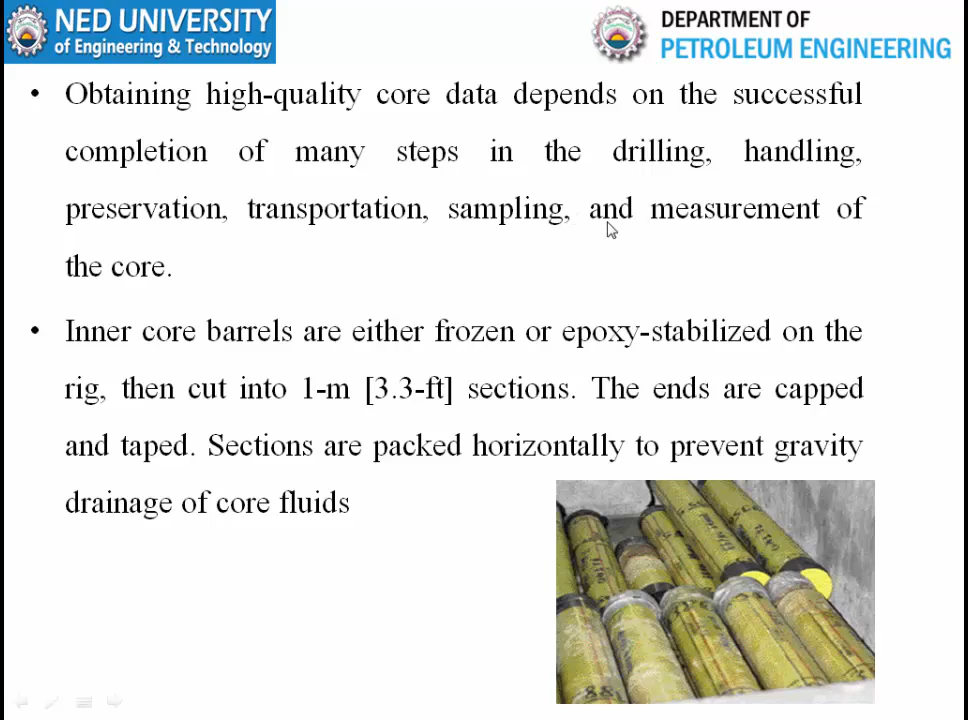 NED UNIVERSITY
of Engineering & Technology
DEPARTMENT OF
PETROLEUM ENGINEERING
• Obtaining high-quality core data depends on the successful
completion of many steps in the drilling, handling,
preservation, transportation, sampling, and measurement of
the core.
• Inner core barrels are either frozen or epoxy-stabilized on the
rig, then cut into 1-m [3.3-ft] sections. The ends are capped
and taped. Sections are packed horizontally to prevent gravity
drainage of core fluids